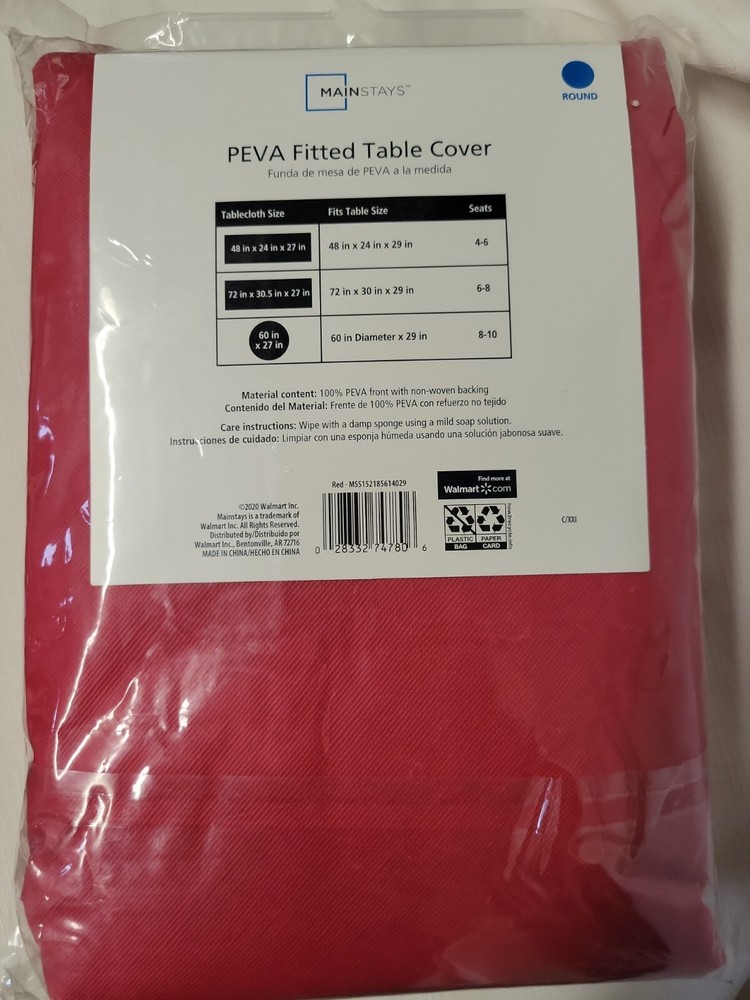 MAINSTAYS™
ROUND
PEVA Fitted Table Cover
Funda de mesa de PEVA a la medida
Tablecloth Size Fits Table Size Seats
48 in x 24 in x 27 in 48 in x 24 in x 29 in 4-6
72 in x 30.5 in x 27 in 72 in x 30 in x 29 in 6-8
60 in
x 27 in 60 in Diameter x 29 in 8-10
Material content: 100% PEVA front with non-woven backing
Contenido del Material: Frente de 100% PEVA con refuerzo no tejido
Care instructions: Wipe with a damp sponge using a mild soap solution.
Instrucciones de cuidado: Limpiar con una esponja húmeda usando una solución jabonosa suave.
©2020 Walmart Inc.
Mainstays is a trademark of
Walmart Inc. All Rights Reserved.
Distributed by/Distribuido por
Walmart Inc., Bentonville, AR 72716
MADE IN CHINA/HECHO EN CHINA
Red - MS5152185614029
0 28332 74780 6
Find more at
Walmart.com
PLASTIC PAPER
BAG CARD
how2recycle.info
C/XXI